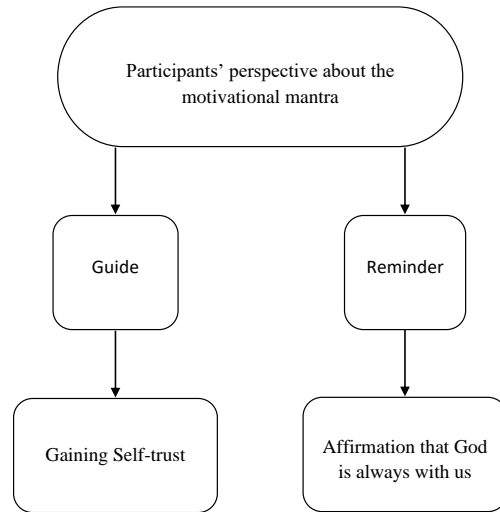 Participants’ perspective about the
motivational mantra
Guide
Reminder
Gaining Self-trust
Affirmation that God
is always with us